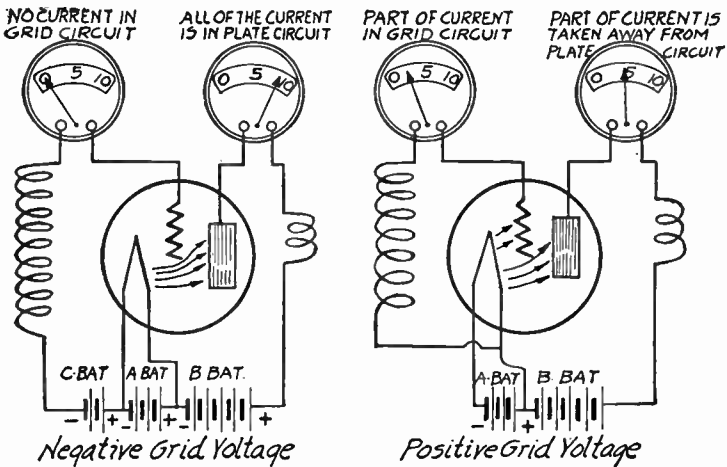 NO CURRENT IN
GRID CIRCUIT
ALL OF THE CURRENT
IS IN PLATE CIRCUIT
PART OF CURRENT
IN GRID CIRCUIT
PART OF CURRENT IS
TAKEN AWAY FROM
PLATE CIRCUIT
0 5 10
0 5 10
0 5 10
0 5 10
C·BAT
A BAT
B BAT.
- + - + - +
A·BAT
B·BAT
- +
Negative Grid Voltage
Positive Grid Voltage